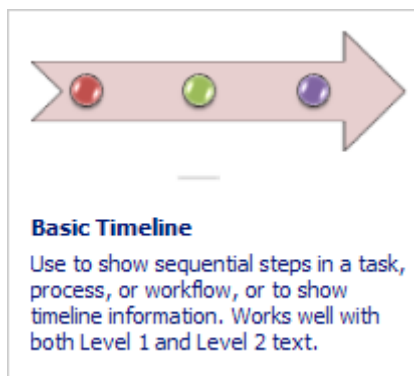 Basic Timeline
Use to show sequential steps in a task,
process, or workflow, or to show
timeline information. Works well with
both Level 1 and Level 2 text.